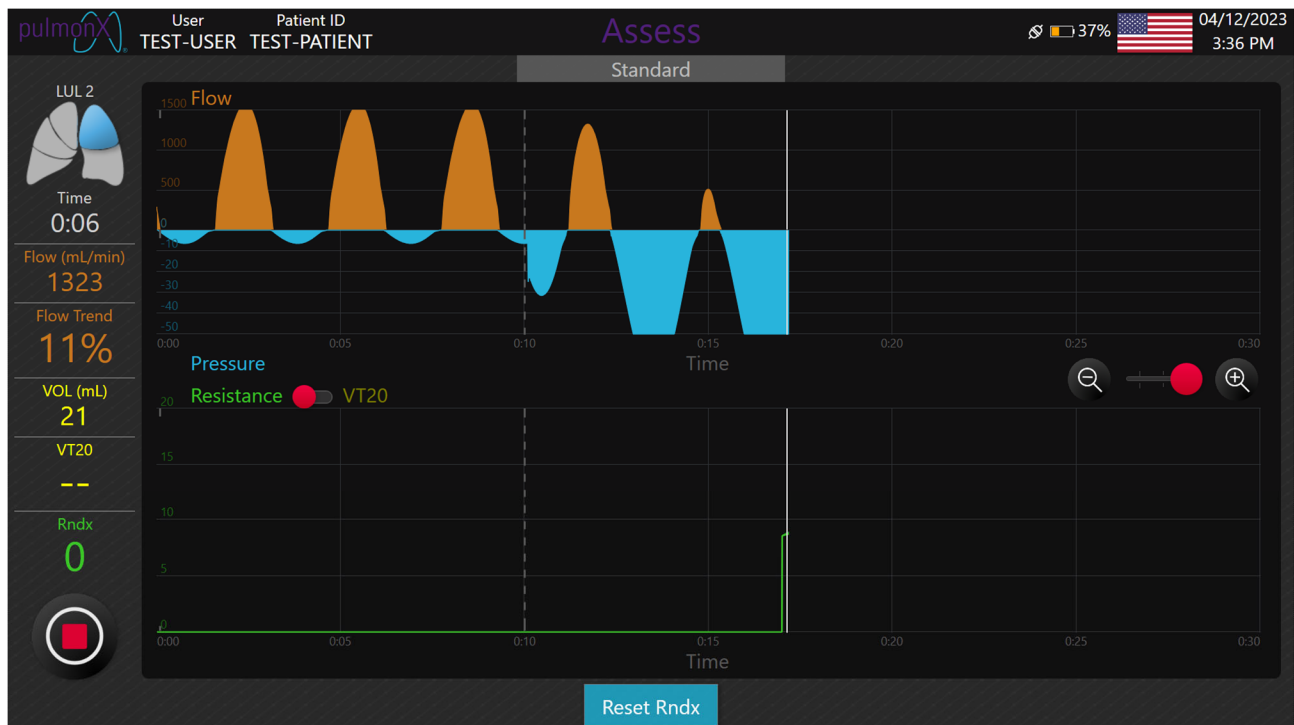 pulmonX
User
TEST-USER
Patient ID
TEST-PATIENT
Assess
37%
04/12/2023
3:36 PM
Standard
LUL 2
Time
0:06
Flow (mL/min)
1323
Flow Trend
11%
VOL (mL)
21
VT20
--
Rndx
0
Flow
1500
1000
500
0
-10
-20
-30
-40
-50
0:00 0:05 0:10 0:15 0:20 0:25 0:30
Pressure
Time
Resistance VT20
20
15
10
5
0
0:00 0:05 0:10 0:15 0:20 0:25 0:30
Time
Reset Rndx